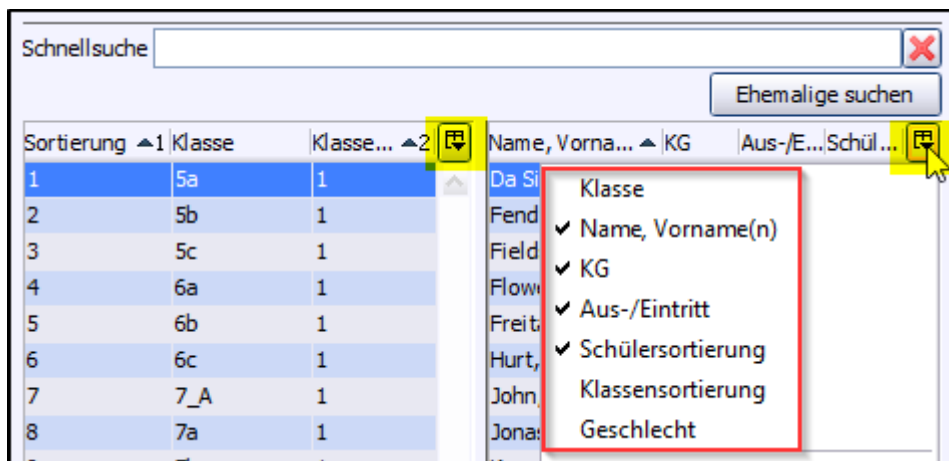 Schnellsuche
Ehemalige suchen
Sortierung 1 Klasse Klasse... 2 Name, Vorna... KG Aus-/E... Schül...
1 5a 1 Da Si
2 5b 1 Fend
3 5c 1 Field
4 6a 1 Flow
5 6b 1 Freit
6 6c 1 Hurt,
7 7_A 1 John,
8 7a 1 Jonas
Klasse
Name, Vorname(n)
KG
Aus-/Eintritt
Schülersortierung
Klassensortierung
Geschlecht